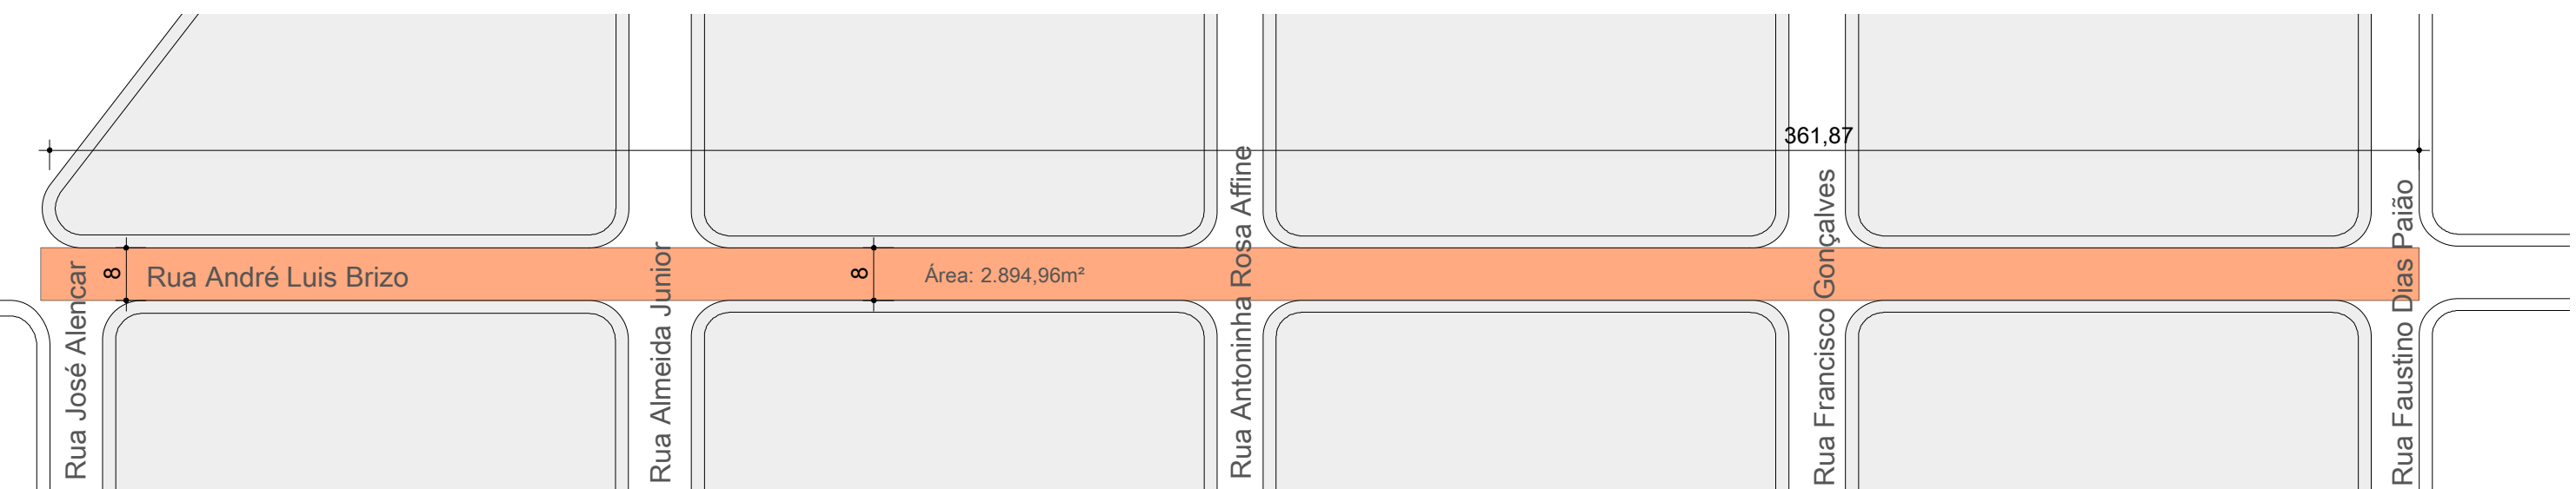 361,87
8
Rua André Luis Brizo
8
Área: 2.894,96m²
Rua José Alencar
Rua Almeida Junior
Rua Antoninha Rosa Affine
Rua Francisco Gonçalves
Rua Faustino Dias Paião